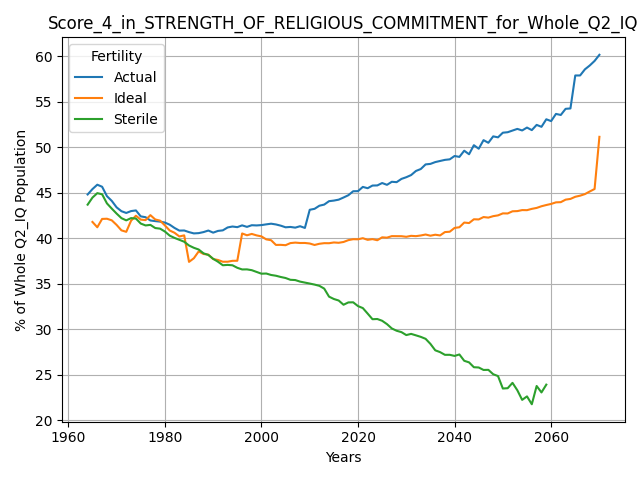 Score_4_in_STRENGTH_OF_RELIGIOUS_COMMITMENT_for_Whole_Q2_IQ
Fertility
Actual
Ideal
Sterile
% of Whole Q2_IQ Population
60
55
50
45
40
35
30
25
20
1960 1980 2000 2020 2040 2060
Years